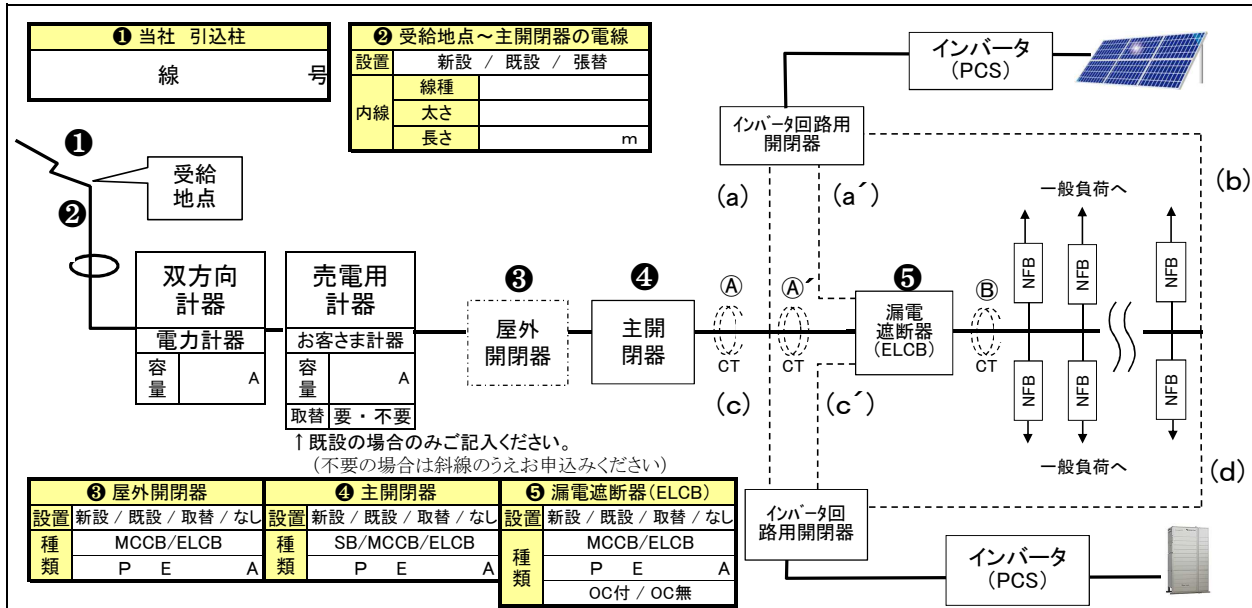 ❶ 当社 引込柱
線 号
❷ 受給地点～主開閉器の電線
設置 新設 / 既設 / 張替
内線
線種
太さ
長さ m
インバータ
(PCS)
インバータ回路用
開閉器
❶
受給
地点
❷
(a)
(a´)
(b)
一般負荷へ
双方向
計器
電力計器
容量 A
売電用
計器
お客さま計器
容量 A
取替 要・不要
❸
屋外
開閉器
❹
主開
閉器
Ⓐ
CT
Ⓐ´
CT
❺
漏電
遮断器
(ELCB)
Ⓑ
CT
NFB
NFB
NFB
NFB
NFB
NFB
(c)
(c´)
一般負荷へ
(d)
↑既設の場合のみご記入ください。
(不要の場合は斜線のうえお申込みください)
❸ 屋外開閉器
設置 新設 / 既設 / 取替 / なし
種類
MCCB/ELCB
P E A
❹ 主開閉器
設置 新設 / 既設 / 取替 / なし
種類
SB/MCCB/ELCB
P E A
❺ 漏電遮断器(ELCB)
設置 新設 / 既設 / 取替 / なし
種類
MCCB/ELCB
P E A
OC付 / OC無
インバータ回
路用開閉器
インバータ
(PCS)